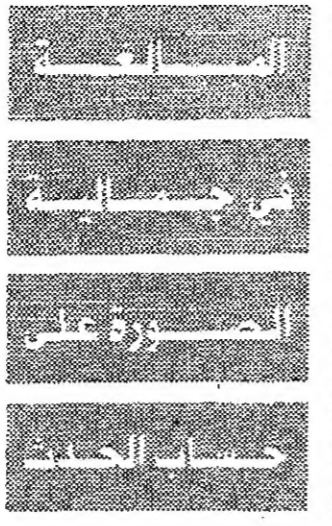 المبالغة
في جمالية
الصورة على
حساب الحدث